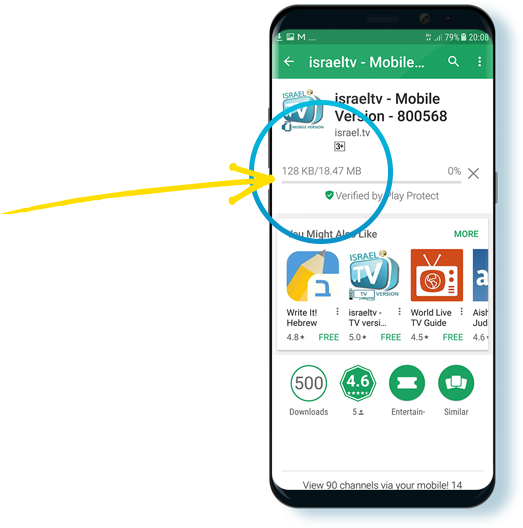 M ...
79% 20:08
israeltv - Mobile...
ISRAEL
TV
MOBILE VERSION
israeltv - Mobile
Version - 800568
israel.tv
3+
128 KB/18.47 MB 0%
Verified by Play Protect
You Might Also Like MORE
ב
ISRAEL
TV
TV VERSION
Write It!
Hebrew
4.8★ FREE
israeltv -
TV versi...
5.0★ FREE
World Live
TV Guide
4.5★ FREE
a
Aish
Jud
4.6★
500
Downloads
4.6
5
Entertain-
Similar
View 90 channels via your mobile! 14